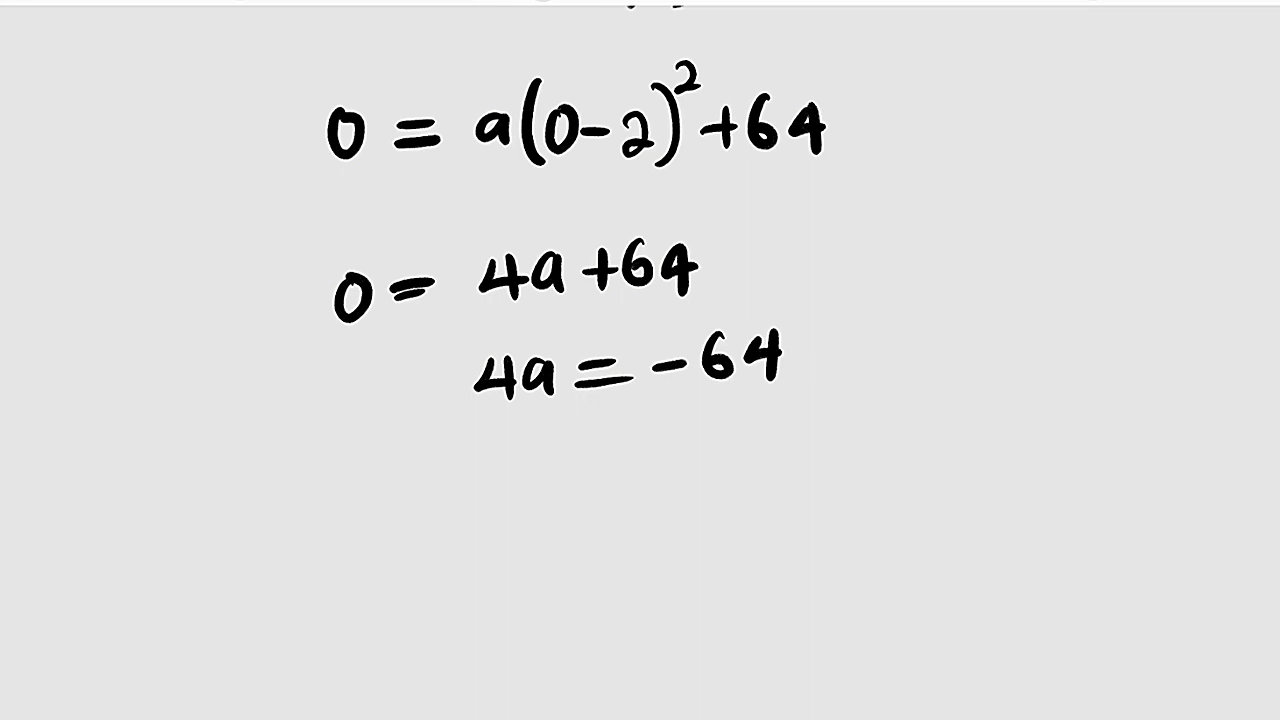 0 = a(0-2)²+64
0 = 4a+64
4a = -64